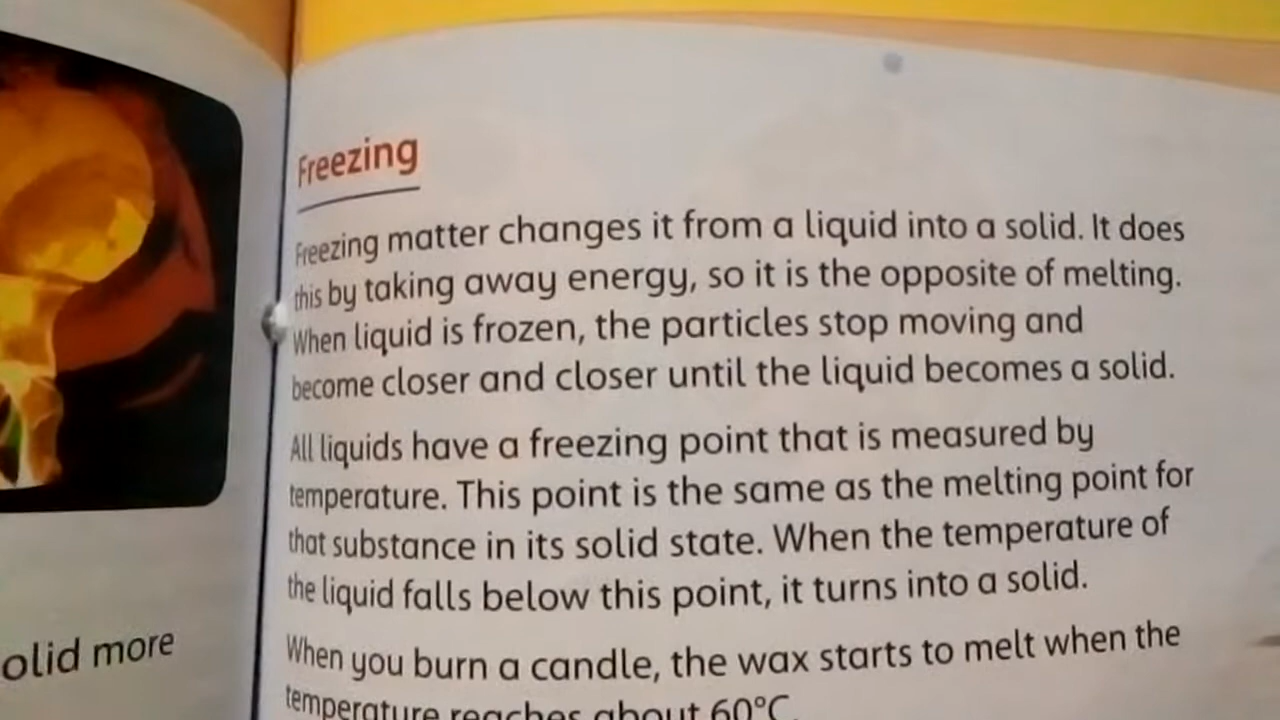 olid more
Freezing
Freezing matter changes it from a liquid into a solid. It does
this by taking away energy, so it is the opposite of melting.
When liquid is frozen, the particles stop moving and
become closer and closer until the liquid becomes a solid.
All liquids have a freezing point that is measured by
temperature. This point is the same as the melting point for
that substance in its solid state. When the temperature of
the liquid falls below this point, it turns into a solid.
When you burn a candle, the wax starts to melt when the
temperature reaches about 60°C.